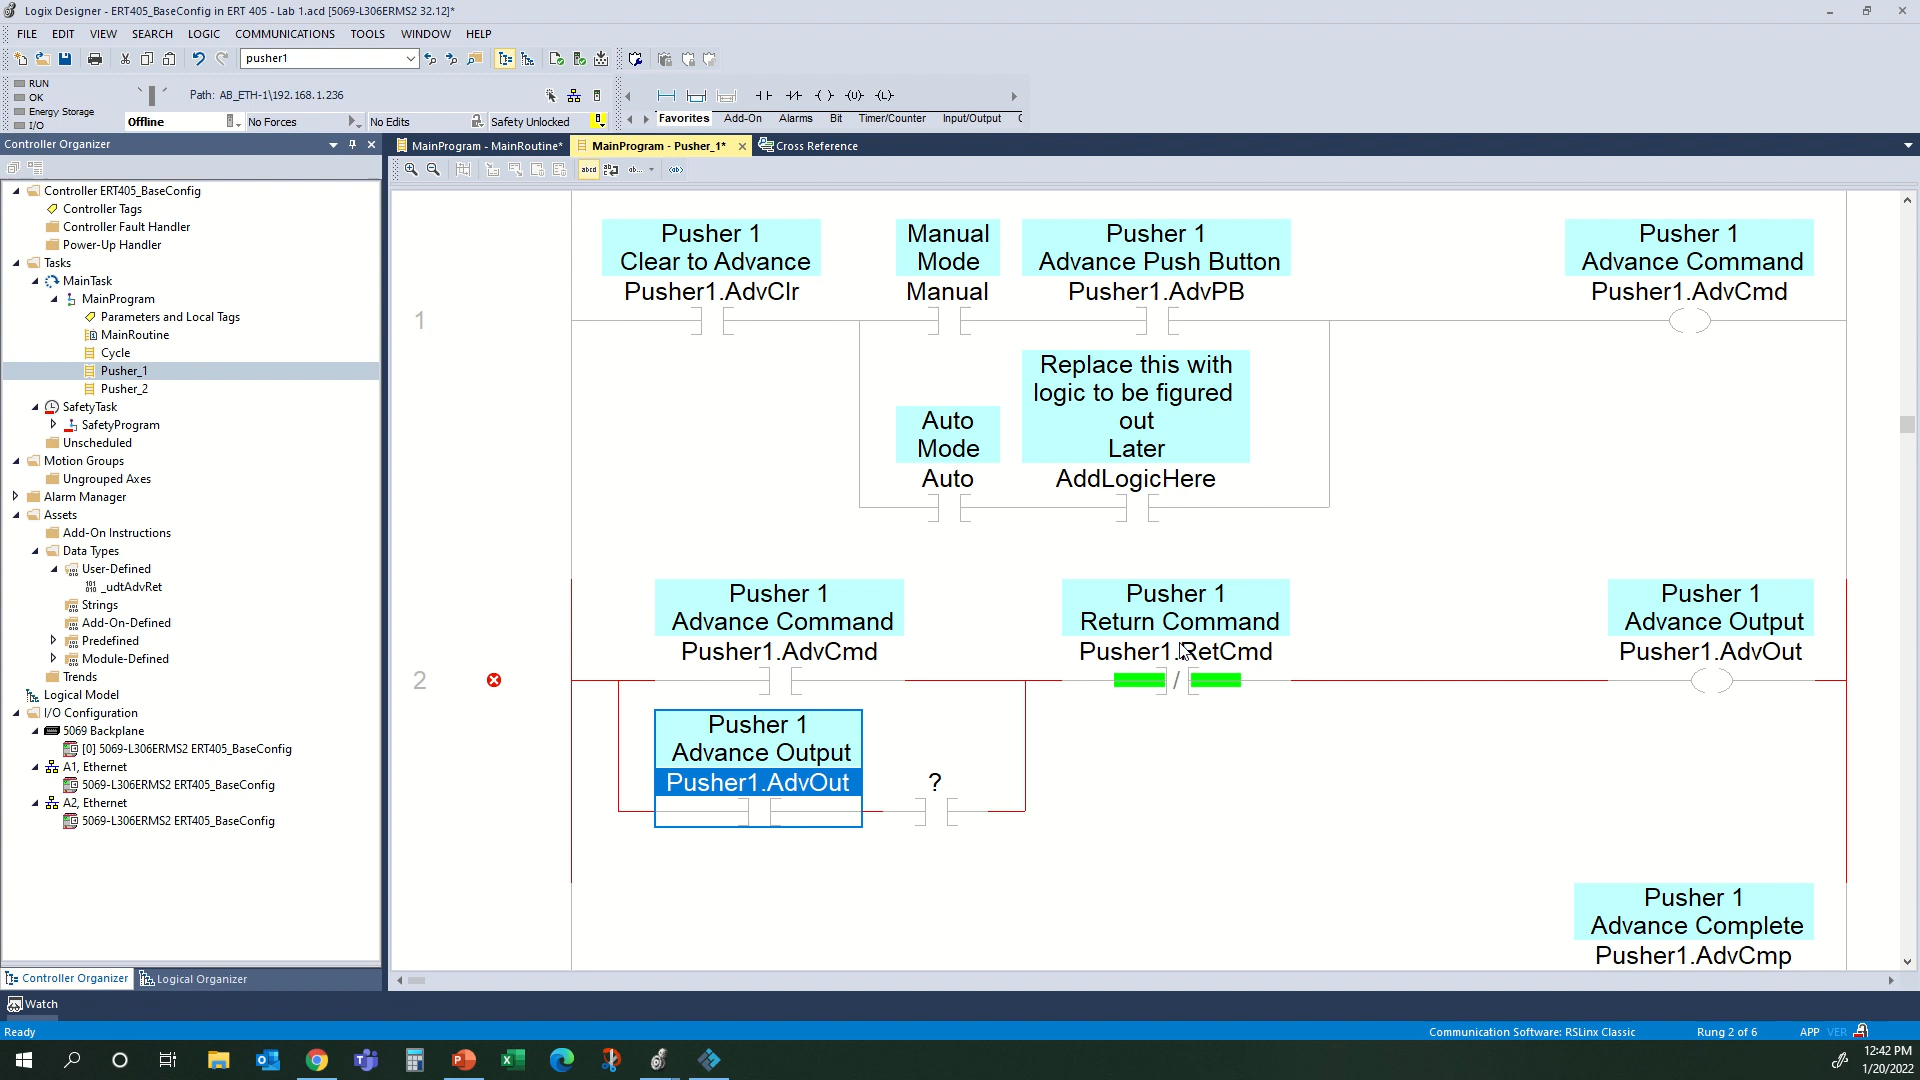 Logix Designer - ERT405_BaseConfig in ERT 405 - Lab 1.acd [5069-L306ERMS2 32.12]*
FILE EDIT VIEW SEARCH LOGIC COMMUNICATIONS TOOLS WINDOW HELP
pusher1
RUN
OK
Energy Storage
I/O
Path: AB_ETH-1\192.168.1.236
Offline
No Forces
No Edits
Safety Unlocked
Favorites Add-On Alarms Bit Timer/Counter Input/Output
Controller Organizer
MainProgram - MainRoutine*
MainProgram - Pusher_1*
Cross Reference
Controller ERT405_BaseConfig
Controller Tags
Controller Fault Handler
Power-Up Handler
Tasks
MainTask
MainProgram
Parameters and Local Tags
MainRoutine
Cycle
Pusher_1
Pusher_2
SafetyTask
SafetyProgram
Unscheduled
Motion Groups
Ungrouped Axes
Alarm Manager
Assets
Add-On Instructions
Data Types
User-Defined
_udtAdvRet
Strings
Add-On-Defined
Predefined
Module-Defined
Trends
Logical Model
I/O Configuration
5069 Backplane
[0] 5069-L306ERMS2 ERT405_BaseConfig
A1, Ethernet
5069-L306ERMS2 ERT405_BaseConfig
A2, Ethernet
5069-L306ERMS2 ERT405_BaseConfig
Controller Organizer
Logical Organizer
1
Pusher 1
Clear to Advance
Pusher1.AdvClr
Manual
Mode
Manual
Pusher 1
Advance Push Button
Pusher1.AdvPB
Pusher 1
Advance Command
Pusher1.AdvCmd
Auto
Mode
Auto
Replace this with
logic to be figured
out
Later
AddLogicHere
2
Pusher 1
Advance Command
Pusher1.AdvCmd
Pusher 1
Return Command
Pusher1.RetCmd
Pusher 1
Advance Output
Pusher1.AdvOut
Pusher 1
Advance Output
Pusher1.AdvOut
?
Pusher 1
Advance Complete
Pusher1.AdvCmp
Watch
Ready
Communication Software: RSLinx Classic
Rung 2 of 6
APP VER
12:42 PM
1/20/2022